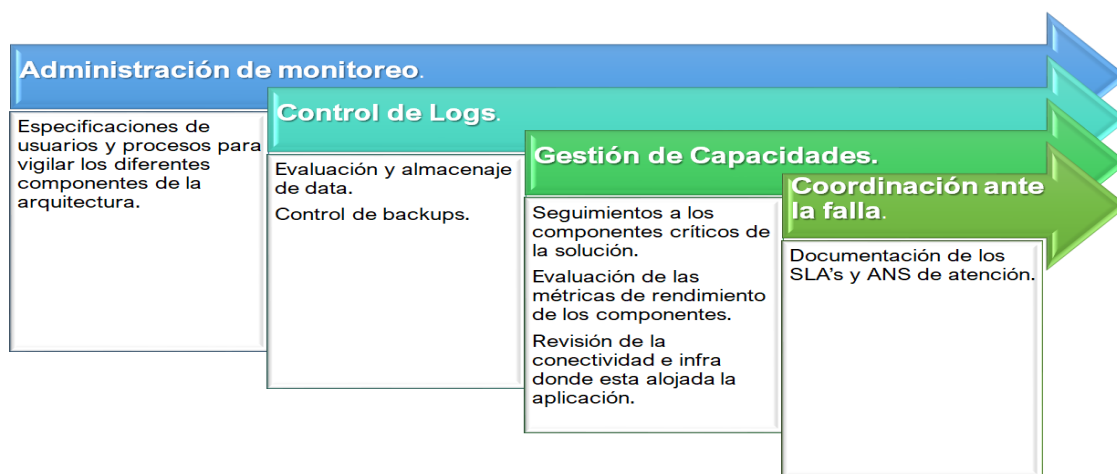 Administración de monitoreo.
Especificaciones de
usuarios y procesos para
vigilar los diferentes
componentes de la
arquitectura.
Control de Logs.
Evaluación y almacenaje
de data.
Control de backups.
Gestión de Capacidades.
Seguimientos a los
componentes críticos de
la solución.
Evaluación de las
métricas de rendimiento
de los componentes.
Revisión de la
conectividad e infra
donde esta alojada la
aplicación.
Coordinación ante
la falla.
Documentación de los
SLA's y ANS de atención.